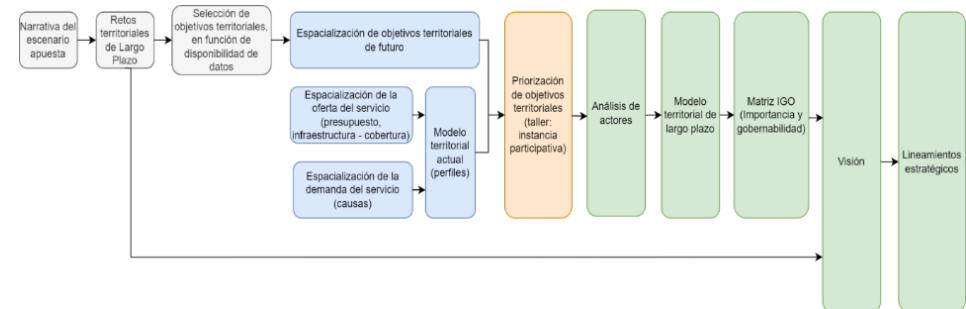 Narrativa del
escenario
apuesta
Retos
territoriales
de Largo
Plazo
Selección de
objetivos territoriales,
en función de
disponibilidad de
datos
Espacialización de objetivos territoriales
de futuro
Espacialización de la
oferta del servicio
(presupuesto,
infraestructura - cobertura)
Espacialización de la
demanda del servicio
(causas)
Modelo
territorial
actual
(perfiles)
Priorización
de objetivos
territoriales
(taller:
instancia
participativa)
Análisis de
actores
Modelo
territorial de
largo plazo
Matriz IGO
(Importancia y
gobernabilidad)
Visión
Lineamientos
estratégicos